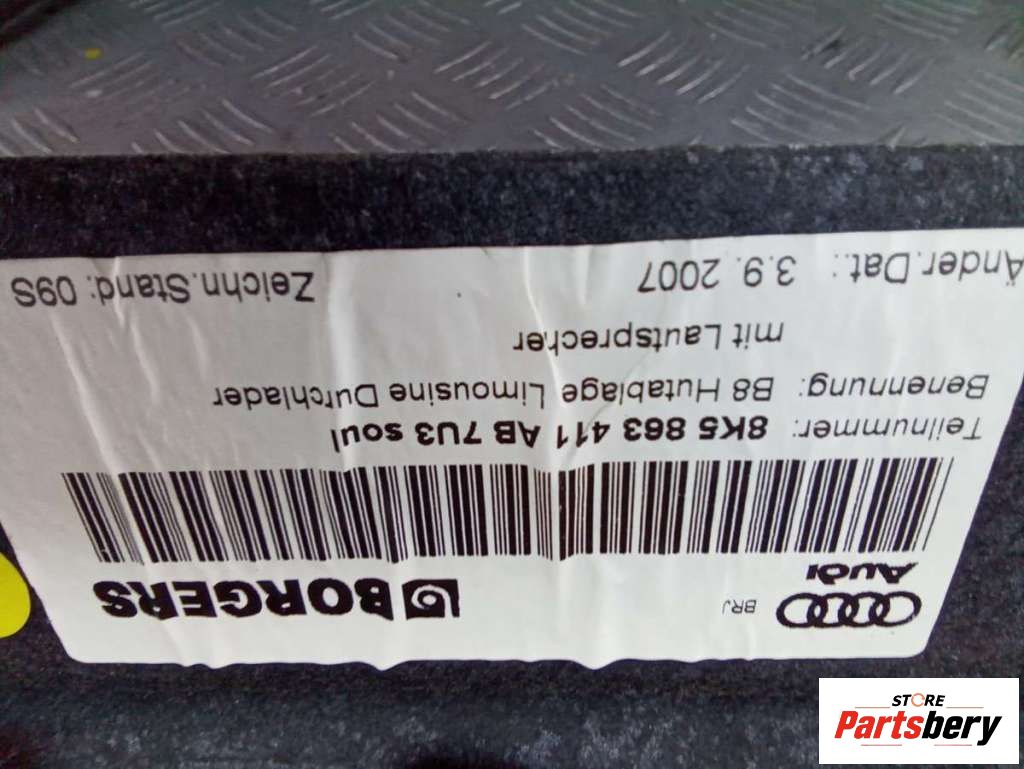 BRJ BORGERS
Audi
Teilnummer: 8K5 863 411 AB 7U3 soul
Benennung: B8 Hutablage Limousine Durchlader
mit Lautsprecher
Änder.Dat.: 3.9. 2007 Zeichn.Stand: 09S
STORE
Partsbery